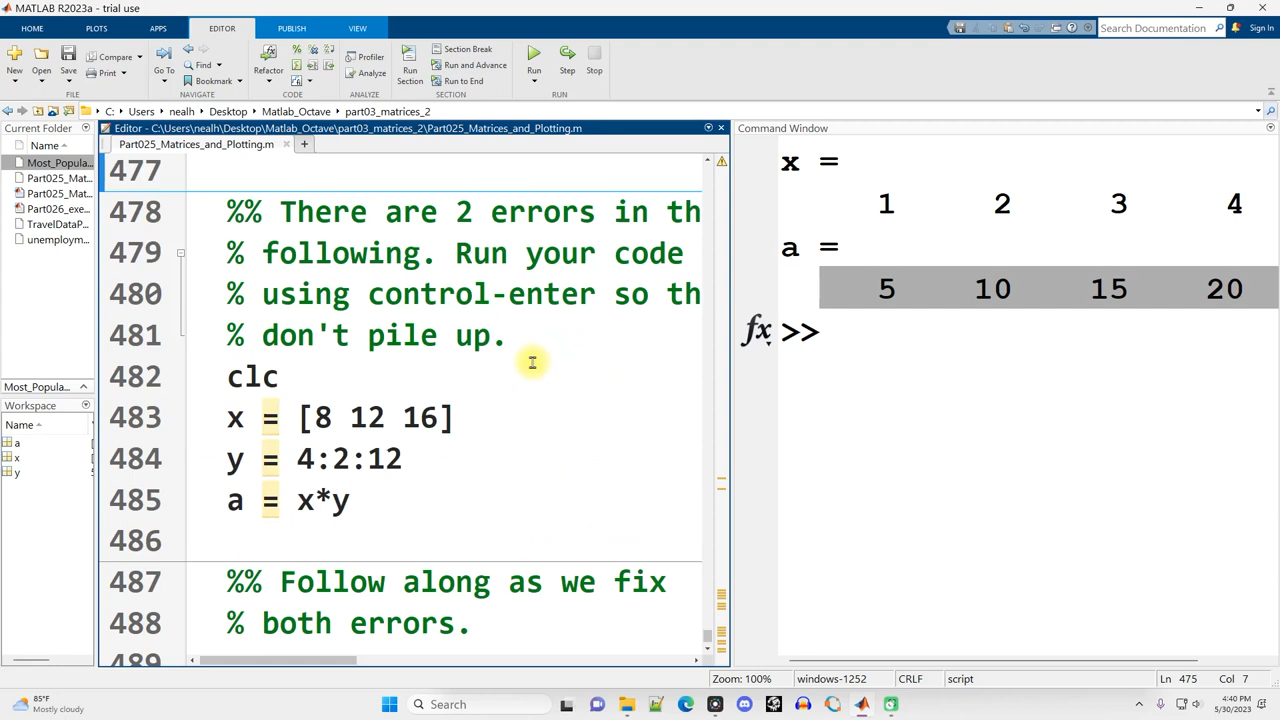 MATLAB R2023a - trial use
HOME PLOTS APPS EDITOR PUBLISH VIEW
Search Documentation Sign In
New Open Save Compare Print
Go To Find Bookmark
Refactor
Profiler Analyze
Run Section Section Break Run and Advance Run to End
Run Step Stop
FILE NAVIGATE CODE ANALYZE SECTION RUN
C: Users nealh Desktop Matlab_Octave part03_matrices_2
Current Folder
Name
Most_Popula...
Part025_Mat...
Part025_Mat...
Part026_exe...
TravelDataP...
unemploym...
Most_Popula...
Workspace
Name
a
x
y
Editor - C:\Users\nealh\Desktop\Matlab_Octave\part03_matrices_2\Part025_Matrices_and_Plotting.m
Part025_Matrices_and_Plotting.m
477
478 %% There are 2 errors in th
479 % following. Run your code
480 % using control-enter so th
481 % don't pile up.
482 clc
483 x = [8 12 16]
484 y = 4:2:12
485 a = x*y
486
487 %% Follow along as we fix
488 % both errors.
489
Command Window
x =
1 2 3 4
a =
5 10 15 20
fx >>
Zoom: 100% windows-1252 CRLF script Ln 475 Col 7
85°F
Mostly cloudy
Search
4:40 PM
5/30/2023